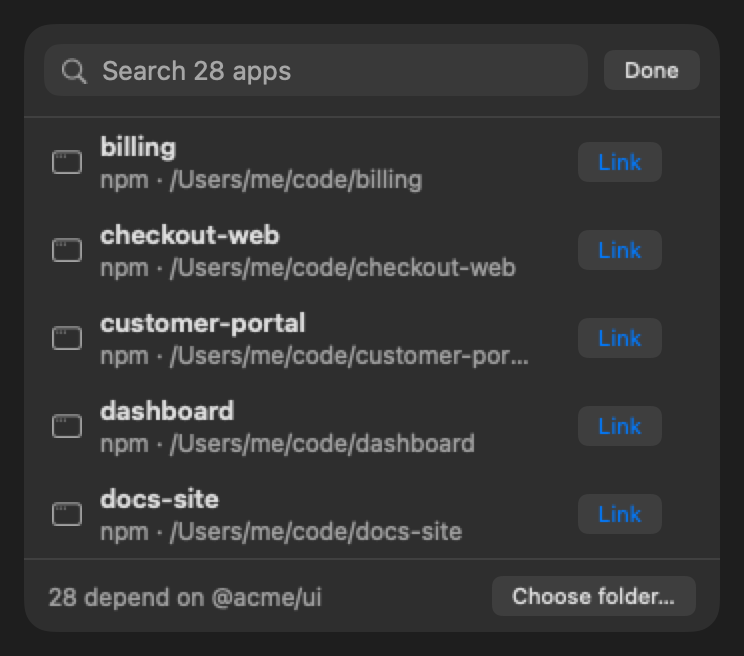 Search 28 apps
Done
billing
npm · /Users/me/code/billing
Link
checkout-web
npm · /Users/me/code/checkout-web
Link
customer-portal
npm · /Users/me/code/customer-por...
Link
dashboard
npm · /Users/me/code/dashboard
Link
docs-site
npm · /Users/me/code/docs-site
Link
28 depend on @acme/ui
Choose folder...